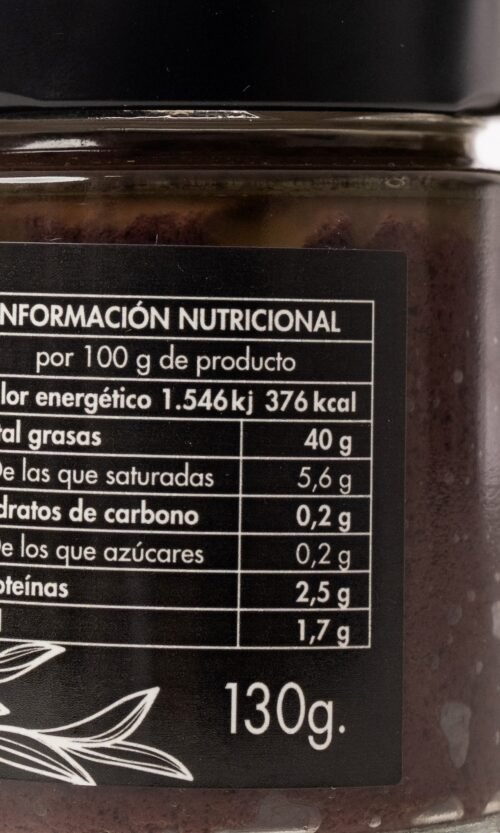 NFORMACIÓN NUTRICIONAL
por 100 g de producto
lor energético 1.546 kj 376 kcal
tal grasas 40 g
e las que saturadas 5,6 g
dratos de carbono 0,2 g
e los que azúcares 0,2 g
oteínas 2,5 g
1,7 g
130g.